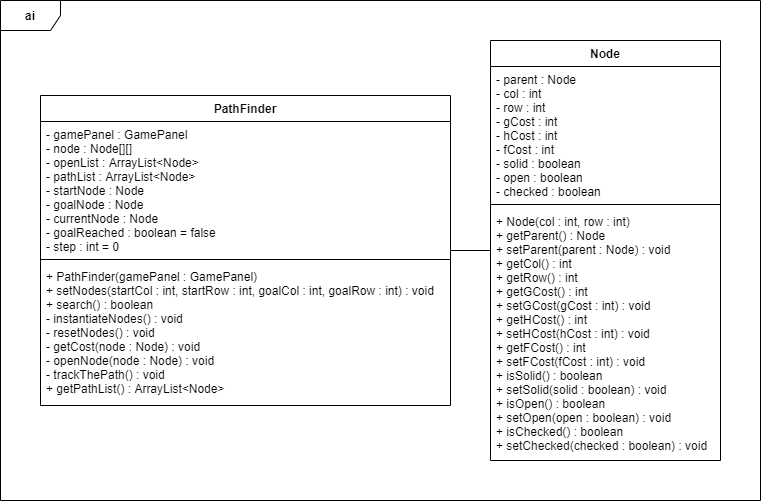 ai
PathFinder
- gamePanel : GamePanel
- node : Node[][]
- openList : ArrayList<Node>
- pathList : ArrayList<Node>
- startNode : Node
- goalNode : Node
- currentNode : Node
- goalReached : boolean = false
- step : int = 0
+ PathFinder(gamePanel : GamePanel)
+ setNodes(startCol : int, startRow : int, goalCol : int, goalRow : int) : void
+ search() : boolean
- instantiateNodes() : void
- resetNodes() : void
- getCost(node : Node) : void
- openNode(node : Node) : void
- trackThePath() : void
+ getPathList() : ArrayList<Node>
Node
- parent : Node
- col : int
- row : int
- gCost : int
- hCost : int
- fCost : int
- solid : boolean
- open : boolean
- checked : boolean
+ Node(col : int, row : int)
+ getParent() : Node
+ setParent(parent : Node) : void
+ getCol() : int
+ getRow() : int
+ getGCost() : int
+ setGCost(gCost : int) : void
+ getHCost() : int
+ setHCost(hCost : int) : void
+ getFCost() : int
+ setFCost(fCost : int) : void
+ isSolid() : boolean
+ setSolid(solid : boolean) : void
+ isOpen() : boolean
+ setOpen(open : boolean) : void
+ isChecked() : boolean
+ setChecked(checked : boolean) : void